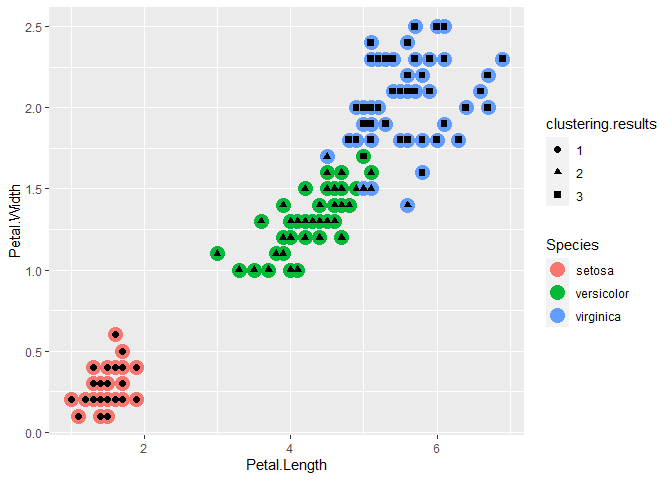 2.5
2.0
1.5
1.0
0.5
0.0
Petal.Width
2
4
6
Petal.Length
clustering.results
1
2
3
Species
setosa
versicolor
virginica